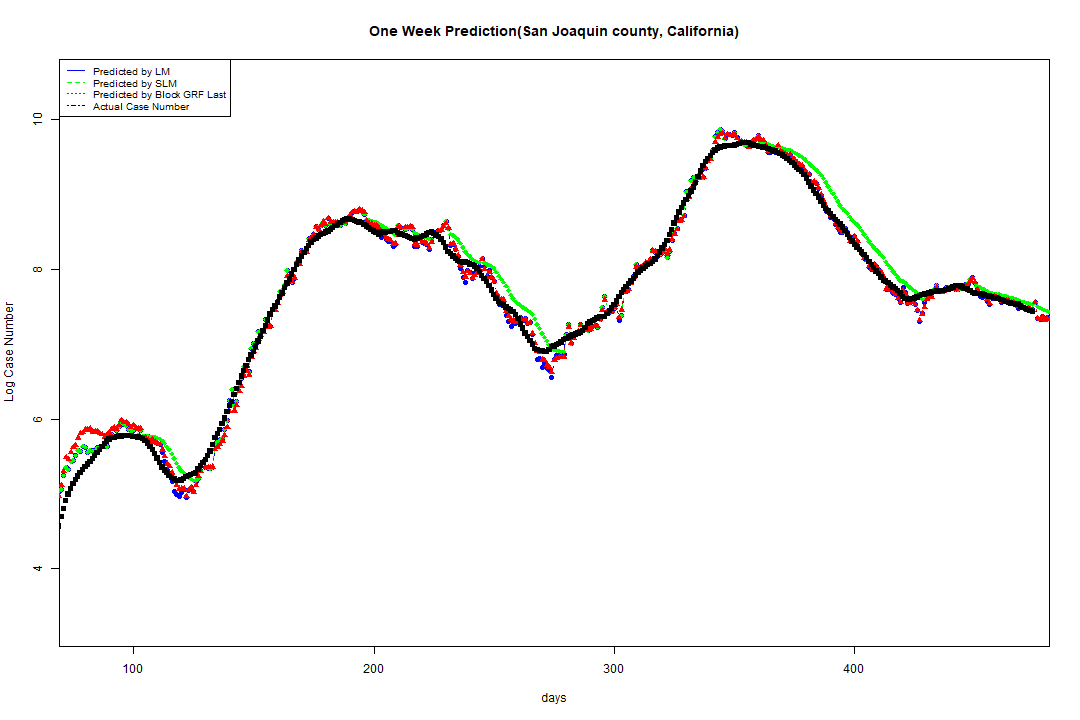 One Week Prediction(San Joaquin county, California)
Predicted by LM
Predicted by SLM
Predicted by Block GRF Last
Actual Case Number
10
8
6
4
Log Case Number
100 200 300 400
days